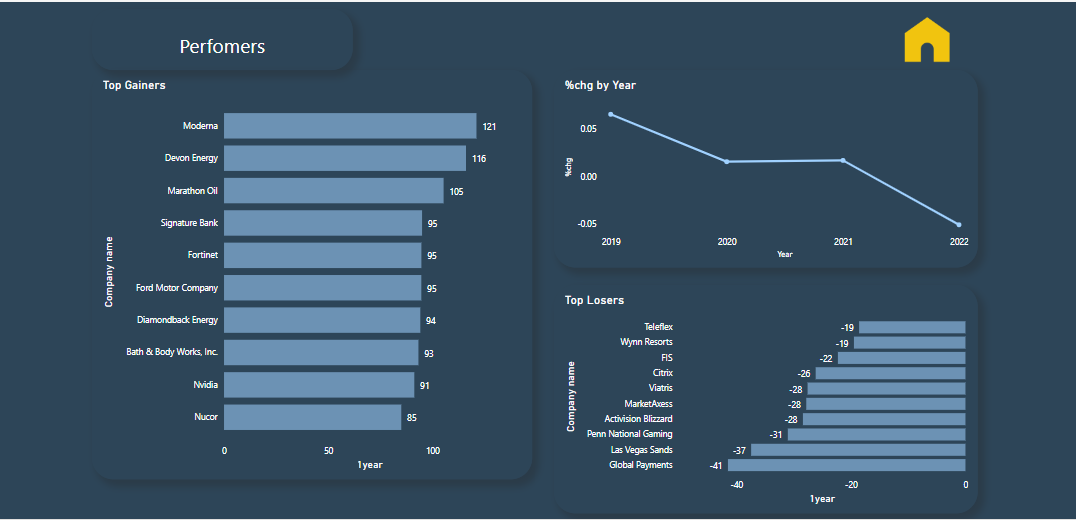 Perfomers
Top Gainers
Company name
Moderna 121
Devon Energy 116
Marathon Oil 105
Signature Bank 95
Fortinet 95
Ford Motor Company 95
Diamondback Energy 94
Bath & Body Works, Inc. 93
Nvidia 91
Nucor 85
0 50 100
1year
%chg by Year
%chg
0.05
0.00
-0.05
2019 2020 2021 2022
Year
Top Losers
Company name
Teleflex -19
Wynn Resorts -19
FIS -22
Citrix -26
Viatris -28
MarketAxess -28
Activision Blizzard -28
Penn National Gaming -31
Las Vegas Sands -37
Global Payments -41
-40 -20 0
1year